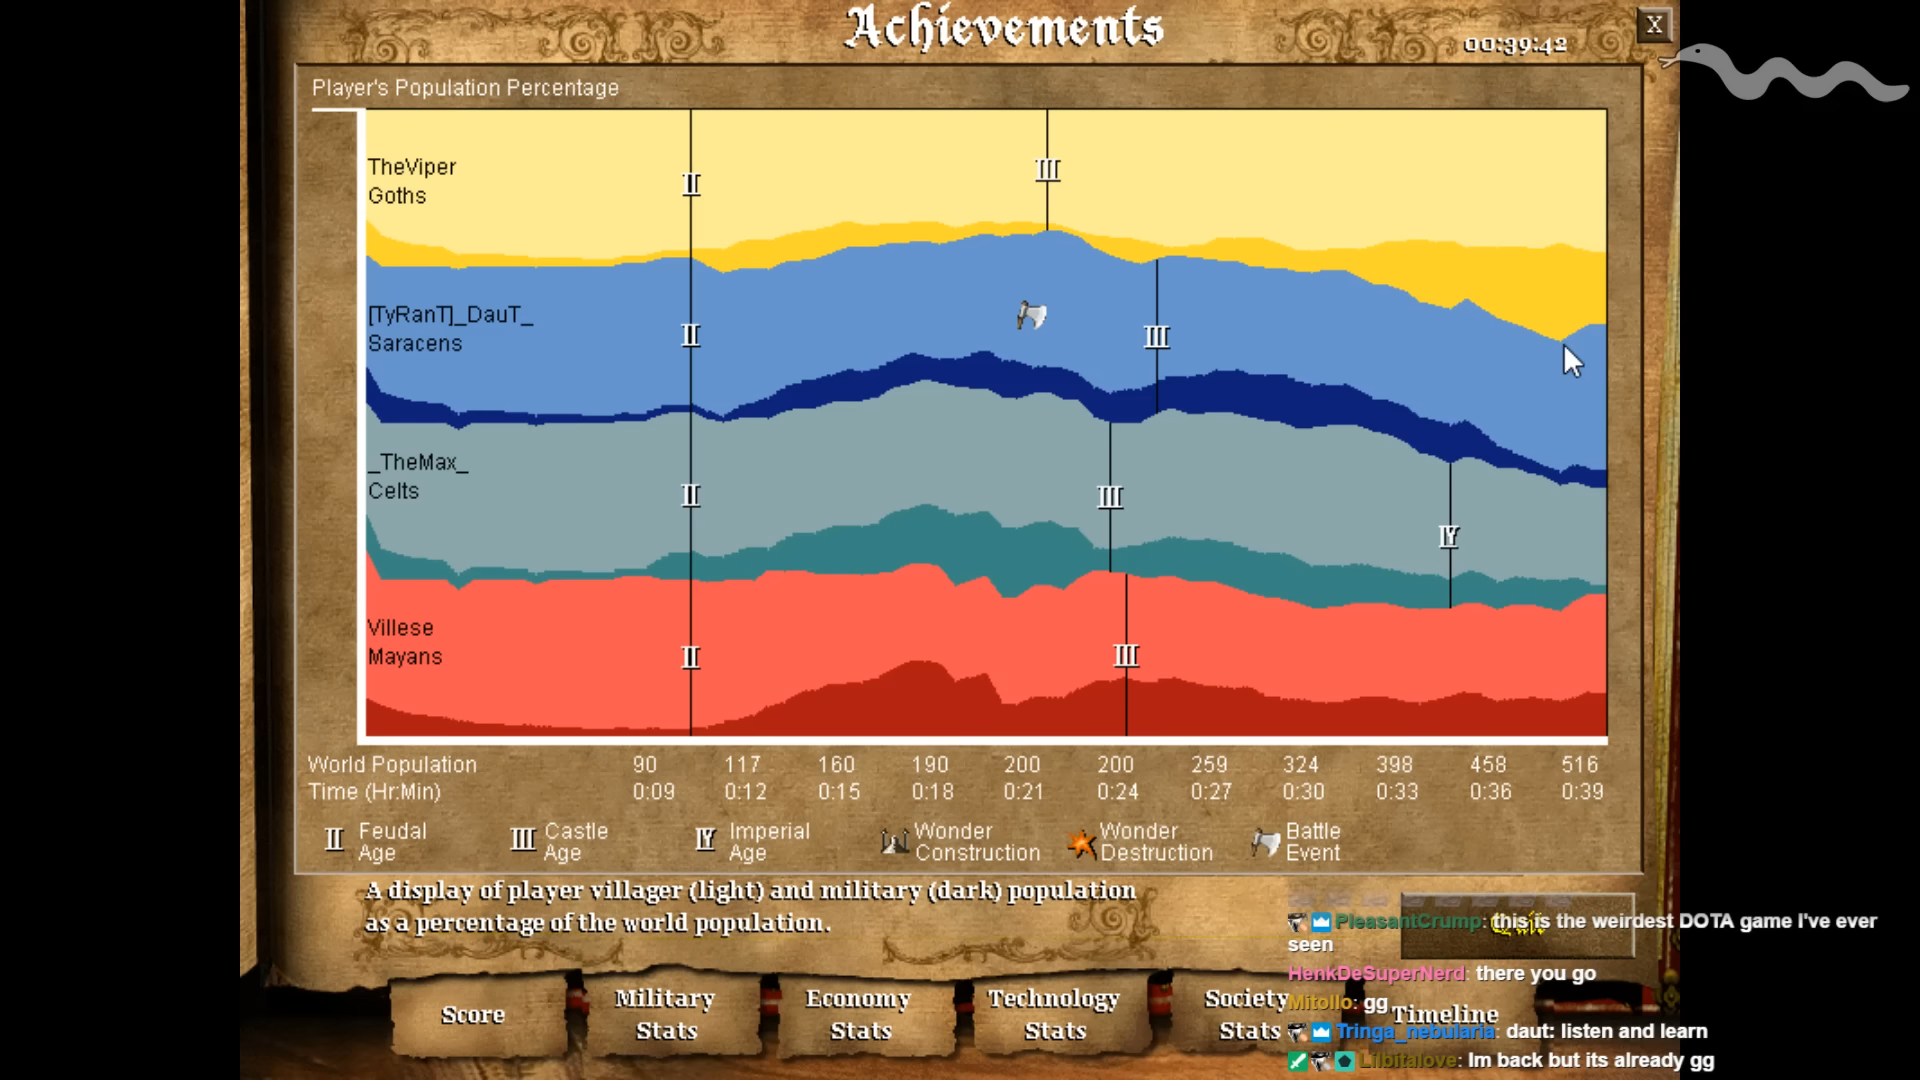 Achievements
X
00:39:42
Player's Population Percentage
TheViper
Goths
II
III
[TyRanT]_DauT_
Saracens
II
III
_TheMax_
Celts
II
III
IV
Villese
Mayans
II
III
World Population 90 117 160 190 200 200 259 324 398 458 516
Time (Hr:Min) 0:09 0:12 0:15 0:18 0:21 0:24 0:27 0:30 0:33 0:36 0:39
II Feudal Age
III Castle Age
IV Imperial Age
Wonder Construction
Wonder Destruction
Battle Event
A display of player villager (light) and military (dark) population
as a percentage of the world population.
PleasantCrump: this is the weirdest DOTA game I've ever
seen
HenkDeSuperNerd: there you go
Mitollo: gg
Tringa_nebularia: daut: listen and learn
Lilbitalove: Im back but its already gg
Score
Military Stats
Economy Stats
Technology Stats
Society Stats
Timeline